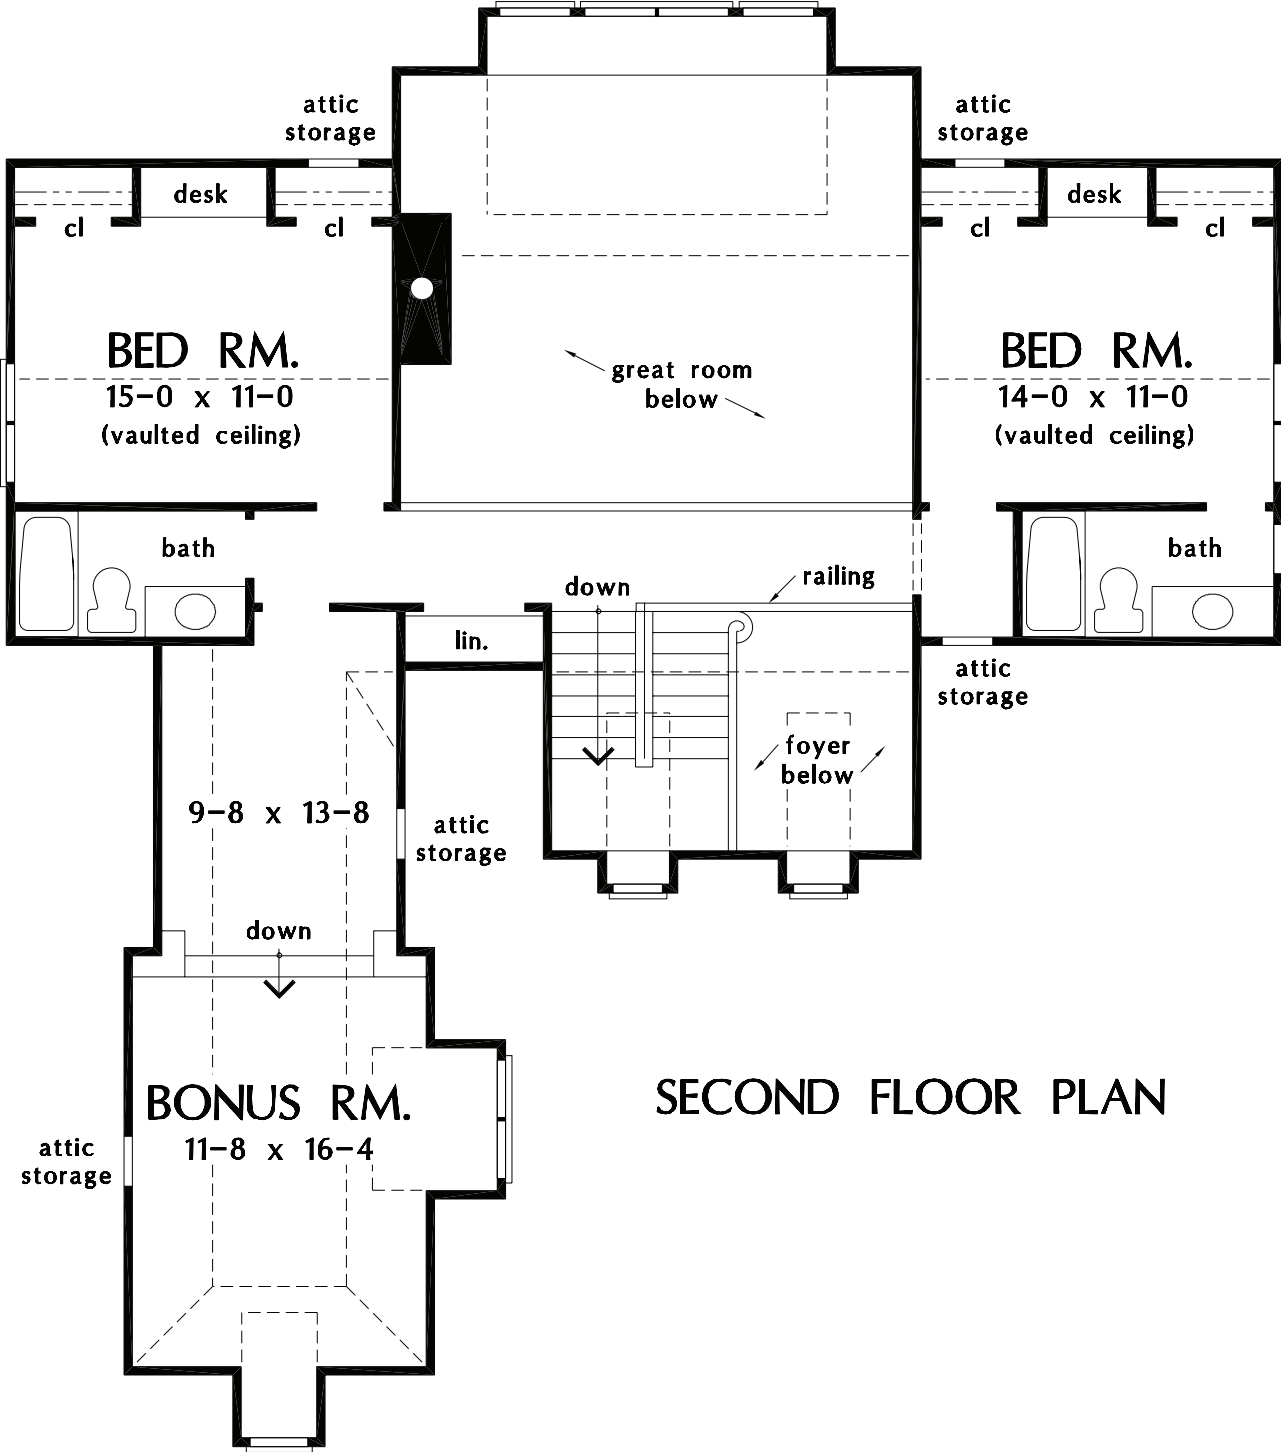 attic
storage
attic
storage
desk
desk
cl
cl
cl
cl
BED RM.
15-0 x 11-0
(vaulted ceiling)
great room
below
BED RM.
14-0 x 11-0
(vaulted ceiling)
bath
bath
down
railing
lin.
attic
storage
foyer
below
9-8 x 13-8
attic
storage
down
BONUS RM.
11-8 x 16-4
SECOND FLOOR PLAN
attic
storage